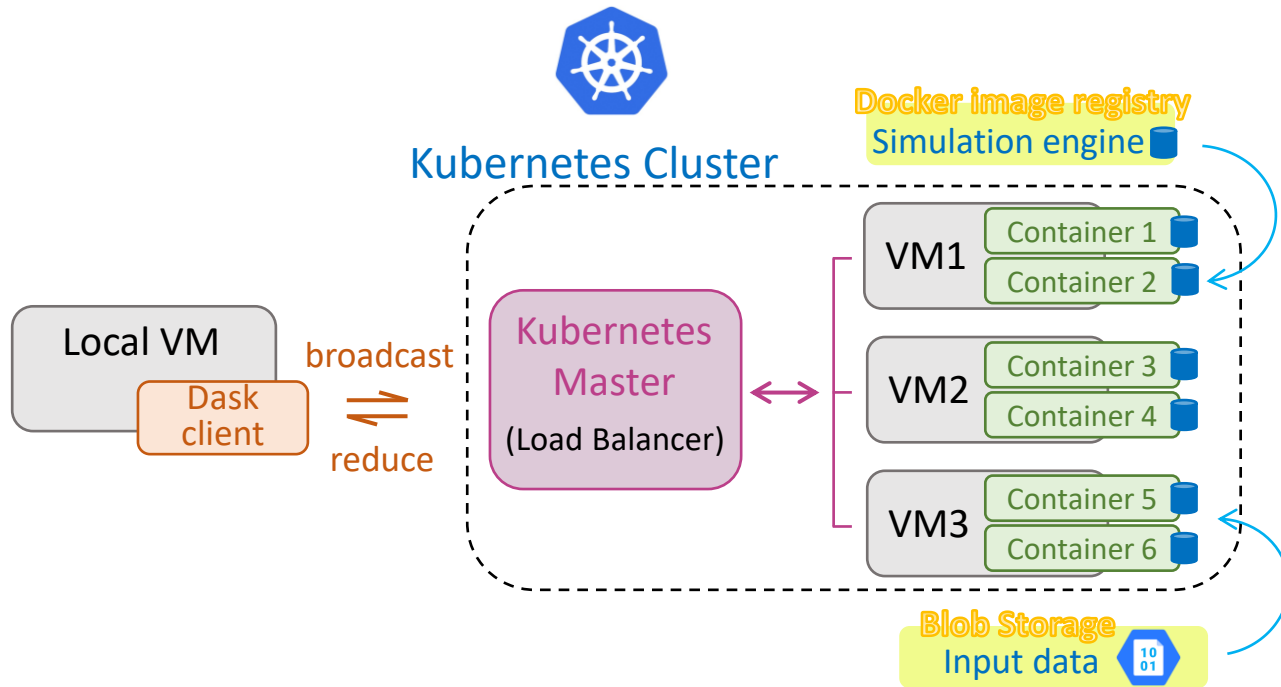 Docker image registry
Simulation engine
Kubernetes Cluster
Local VM
Dask
client
broadcast
reduce
Kubernetes
Master
(Load Balancer)
VM1
Container 1
Container 2
VM2
Container 3
Container 4
VM3
Container 5
Container 6
Blob Storage
Input data
10
01